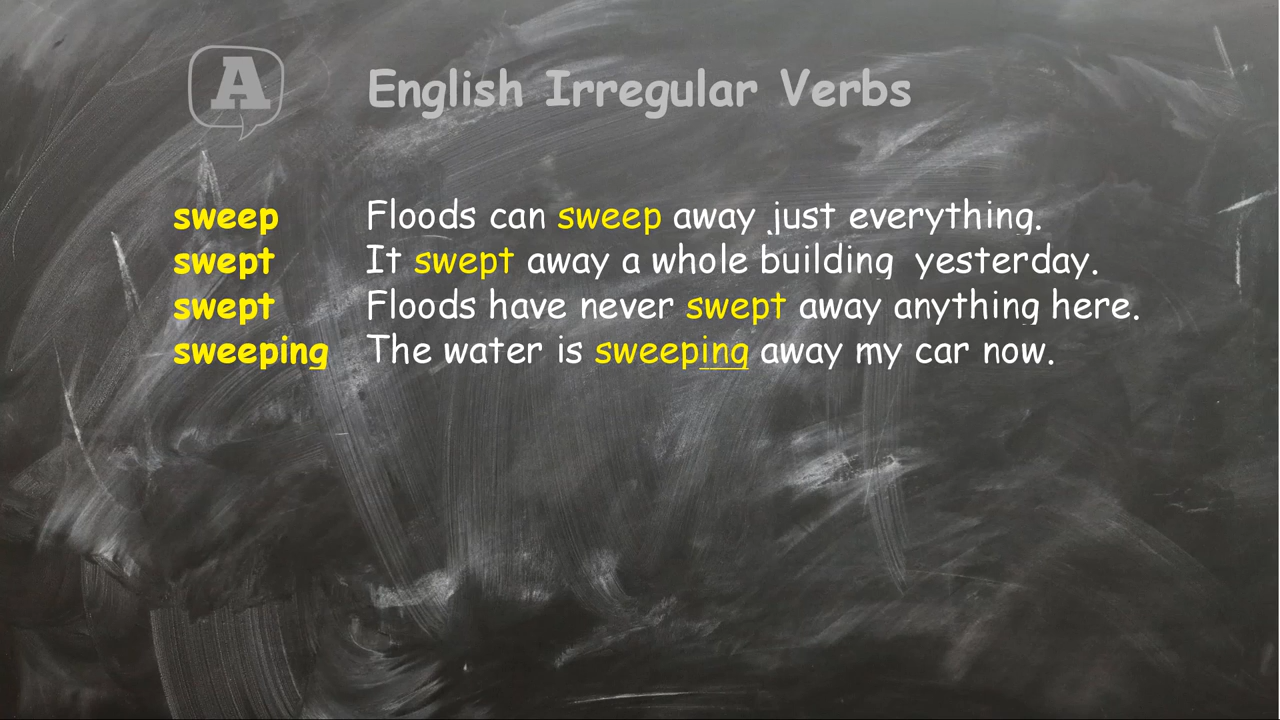 A English Irregular Verbs
sweep Floods can sweep away just everything.
swept It swept away a whole building  yesterday.
swept Floods have never swept away anything here.
sweeping The water is sweeping away my car now.